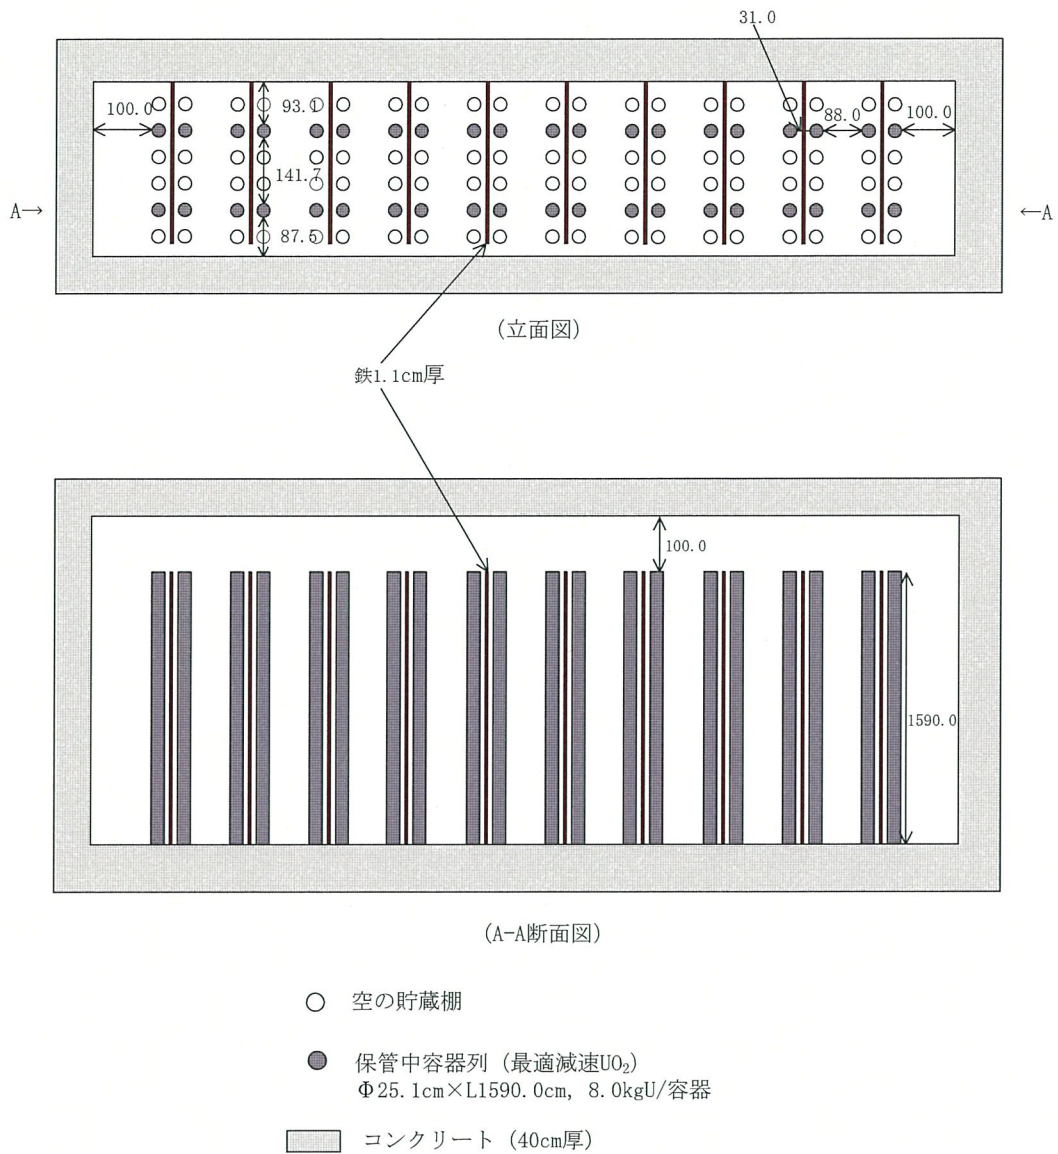 31.0
100.0
93.1
88.0
100.0
141.7
A→
←A
87.5
(立面図)
鉄1.1cm厚
100.0
1590.0
(A-A断面図)
空の貯蔵棚
保管中容器列 (最適減速UO₂)
Φ25.1cm×L1590.0cm, 8.0kgU/容器
コンクリート (40cm厚)